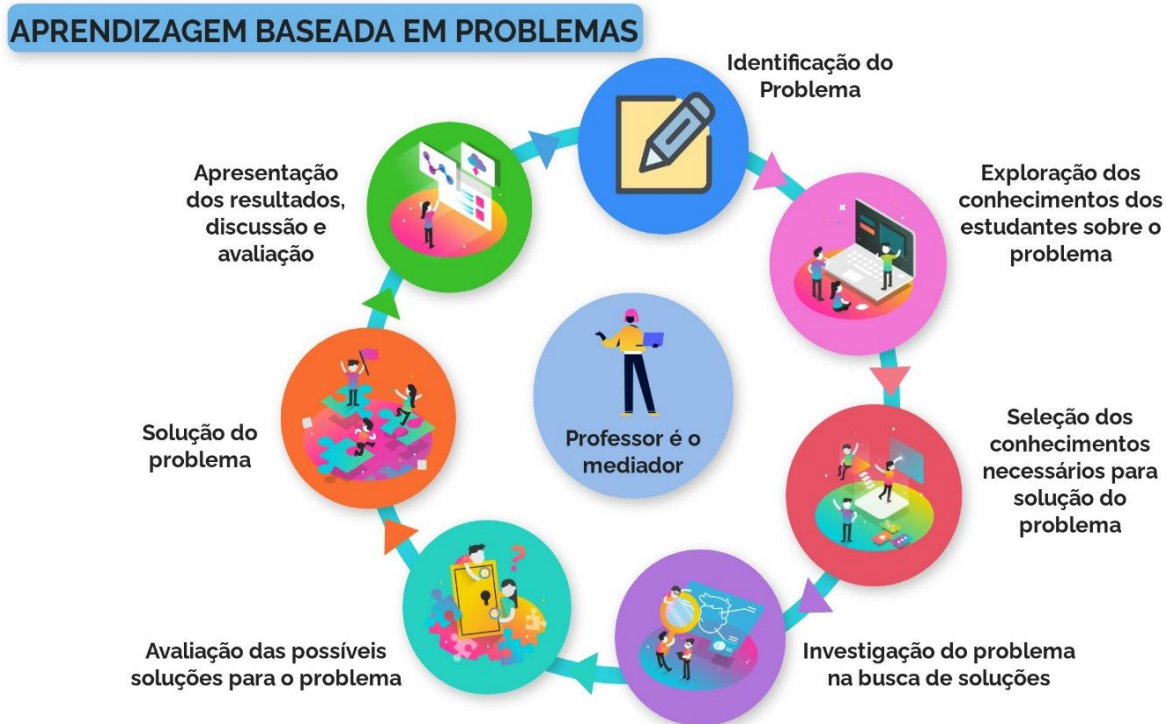 APRENDIZAGEM BASEADA EM PROBLEMAS
Identificação do
Problema
Exploração dos
conhecimentos dos
estudantes sobre o
problema
Seleção dos
conhecimentos
necessários para
solução do
problema
Investigação do problema
na busca de soluções
Avaliação das possíveis
soluções para o problema
Solução do
problema
Apresentação
dos resultados,
discussão e
avaliação
Professor é o
mediador